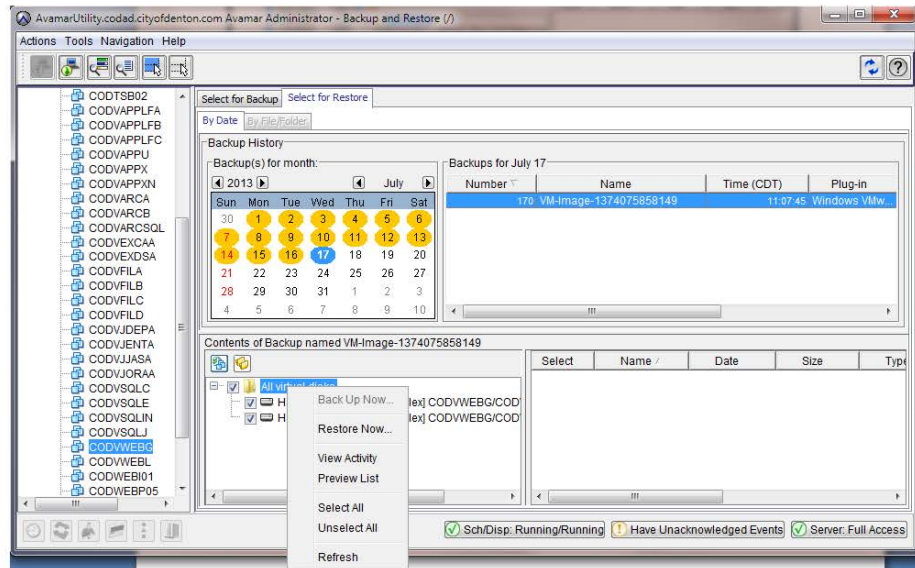 AvamarUtility.codad.cityofdenton.com Avamar Administrator - Backup and Restore (/)
Actions Tools Navigation Help
CODTSB02
CODVAPPLFA
CODVAPPLFB
CODVAPPLFC
CODVAPPU
CODVAPPX
CODVAPPXN
CODVARCA
CODVARCB
CODVARCSQL
CODVEXCAA
CODVEXDSA
CODVFILA
CODVFILB
CODVFILC
CODVFILD
CODVJDEPA
CODVJENTA
CODVJJASA
CODVJORAA
CODVSQLC
CODVSQLE
CODVSQLIN
CODVSQLJ
CODVWEBG
CODVWEBL
CODWEBI01
CODWEBP05
Select for Backup Select for Restore
By Date By File/Folder
Backup History
Backup(s) for month:
2013 July
Sun Mon Tue Wed Thu Fri Sat
30 1 2 3 4 5 6
7 8 9 10 11 12 13
14 15 16 17 18 19 20
21 22 23 24 25 26 27
28 29 30 31 1 2 3
4 5 6 7 8 9 10
Backups for July 17
Number Name Time (CDT) Plug-in
170 VM-Image-1374075858149 11:07:45 Windows VMw...
Contents of Backup named VM-Image-1374075858149
All virtual disks
H lex] CODVWEBG/COD
H lex] CODVWEBG/COD
Back Up Now...
Restore Now...
View Activity
Preview List
Select All
Unselect All
Refresh
Select Name Date Size Type
Sch/Disp: Running/Running Have Unacknowledged Events Server: Full Access